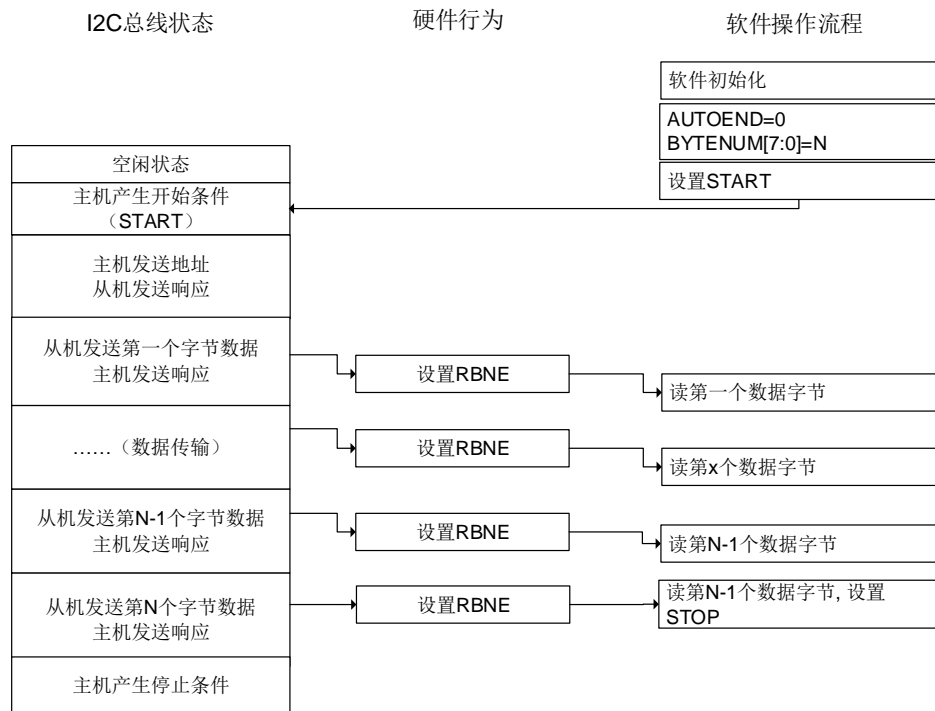 I2C总线状态
硬件行为
软件操作流程
软件初始化
AUTOEND=0
BYTENUM[7:0]=N
设置START
空闲状态
主机产生开始条件
（START）
主机发送地址
从机发送响应
从机发送第一个字节数据
主机发送响应
设置RBNE
读第一个数据字节
……（数据传输）
设置RBNE
读第x个数据字节
从机发送第N-1个字节数据
主机发送响应
设置RBNE
读第N-1个数据字节
从机发送第N个字节数据
主机发送响应
设置RBNE
读第N-1个数据字节, 设置
STOP
主机产生停止条件